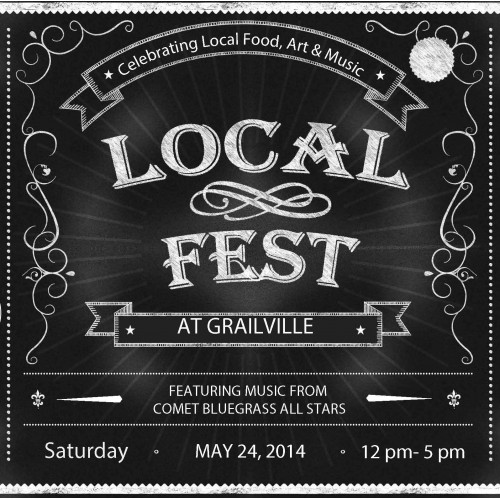 Celebrating Local Food, Art & Music
LOCAL
FEST
AT GRAILVILLE
FEATURING MUSIC FROM
COMET BLUEGRASS ALL STARS
Saturday ◦ MAY 24, 2014 ◦ 12 pm- 5 pm